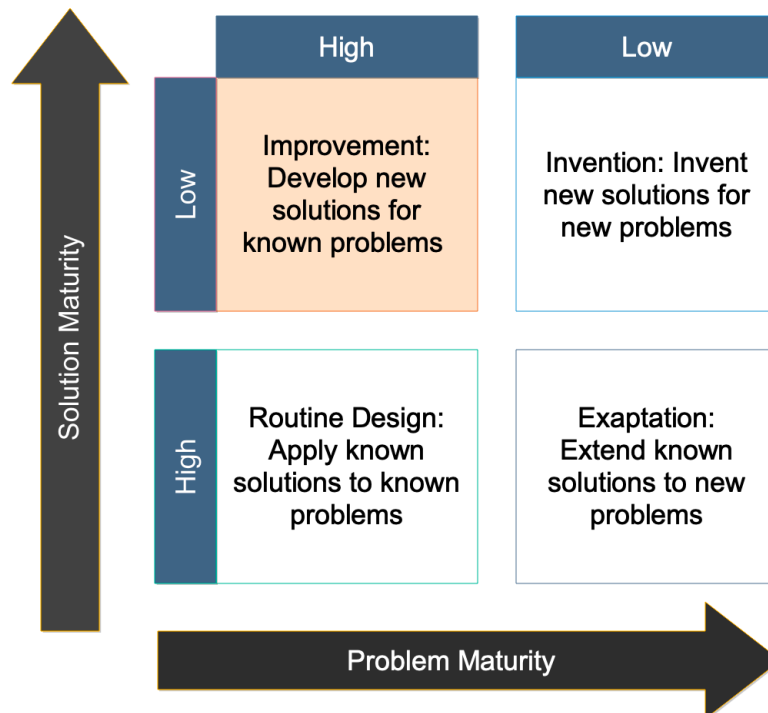 High
Low
Solution Maturity
Low
Improvement:
Develop new
solutions for
known problems
Invention: Invent
new solutions for
new problems
High
Routine Design:
Apply known
solutions to known
problems
Exaptation:
Extend known
solutions to new
problems
Problem Maturity